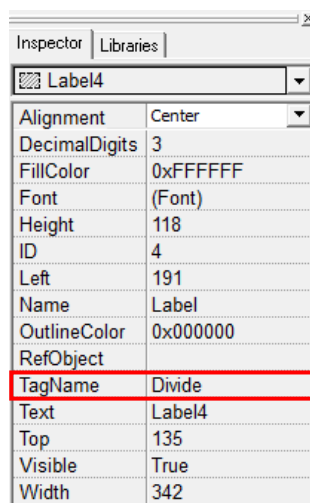 Inspector Libraries
Label4
Alignment Center
DecimalDigits 3
FillColor 0xFFFFFF
Font (Font)
Height 118
ID 4
Left 191
Name Label
OutlineColor 0x000000
RefObject
TagName Divide
Text Label4
Top 135
Visible True
Width 342